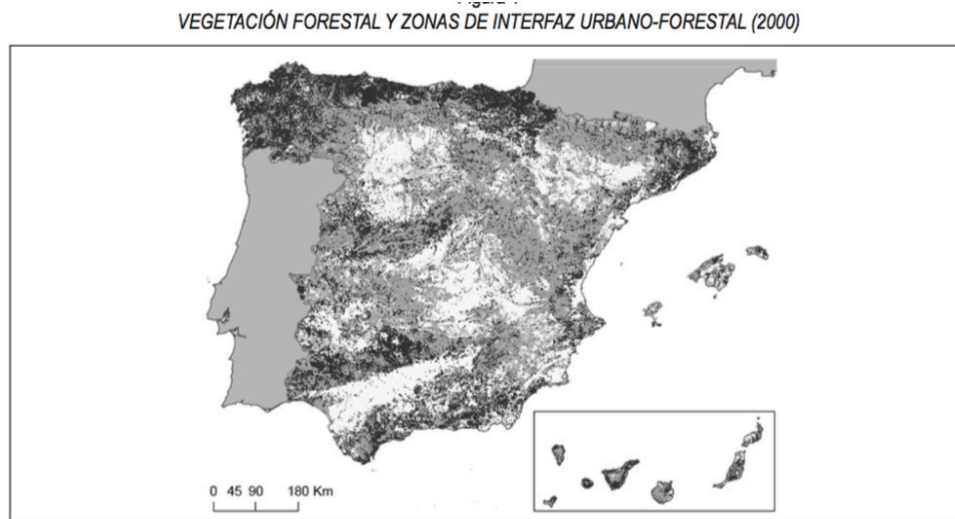 VEGETACIÓN FORESTAL Y ZONAS DE INTERFAZ URBANO-FORESTAL (2000)
0 45 90 180 Km